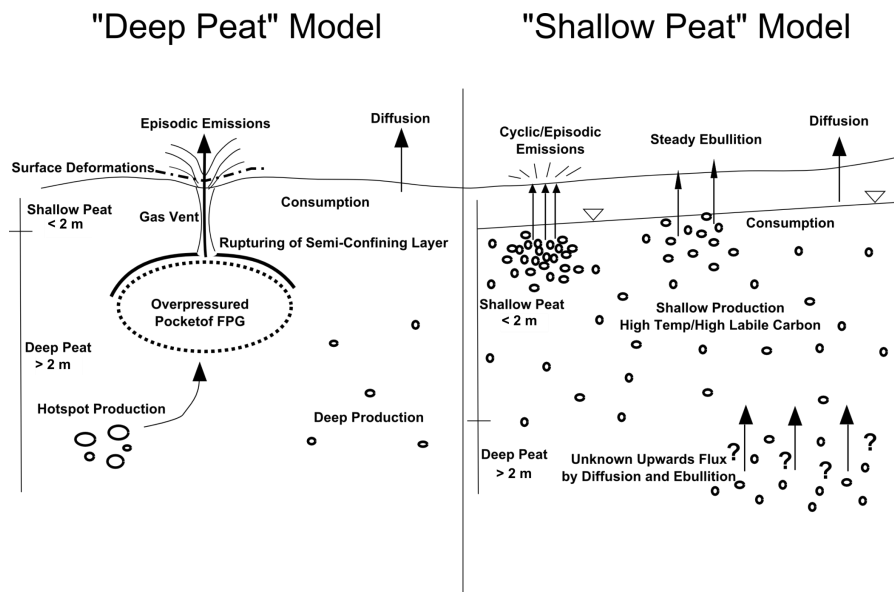 "Deep Peat" Model
Episodic Emissions
Diffusion
Surface Deformations
Shallow Peat
< 2 m
Gas Vent
Consumption
Rupturing of Semi-Confining Layer
Overpressured
Pocketof FPG
Deep Peat
> 2 m
Hotspot Production
Deep Production
"Shallow Peat" Model
Cyclic/Episodic
Emissions
Steady Ebullition
Diffusion
Consumption
Shallow Peat
< 2 m
Shallow Production
High Temp/High Labile Carbon
Deep Peat
> 2 m
Unknown Upwards Flux
by Diffusion and Ebullition
?
?
?
?